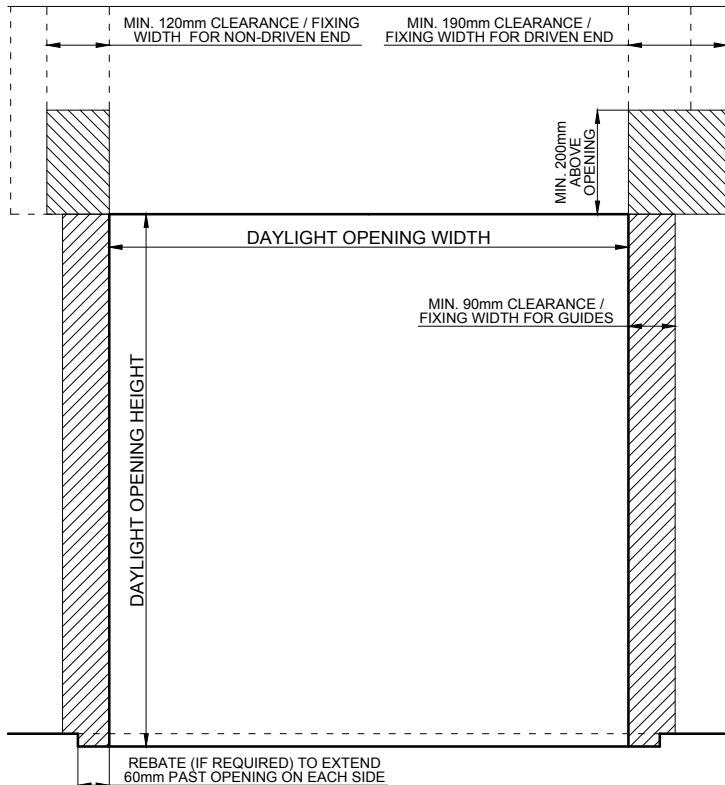 MIN. 120mm CLEARANCE / FIXING
WIDTH FOR NON-DRIVEN END
MIN. 190mm CLEARANCE /
FIXING WIDTH FOR DRIVEN END
MIN. 200mm
ABOVE
OPENING
DAYLIGHT OPENING WIDTH
MIN. 90mm CLEARANCE /
FIXING WIDTH FOR GUIDES
DAYLIGHT OPENING HEIGHT
REBATE (IF REQUIRED) TO EXTEND
60mm PAST OPENING ON EACH SIDE